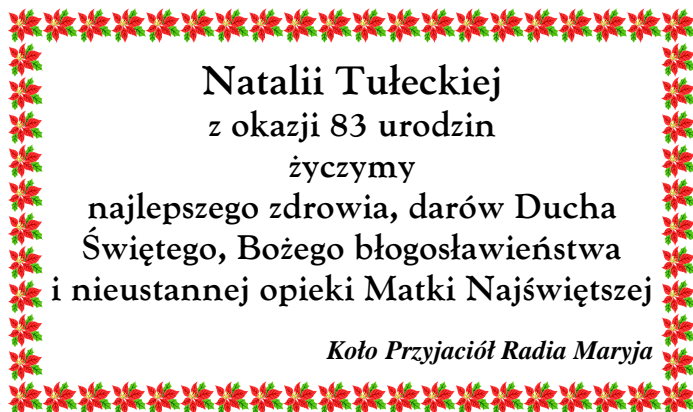 Natalii Tułeckiej
z okazji 83 urodzin
życzymy
najlepszego zdrowia, darów Ducha
Świętego, Bożego błogosławieństwa
i nieustannej opieki Matki Najświętszej
Koło Przyjaciół Radia Maryja